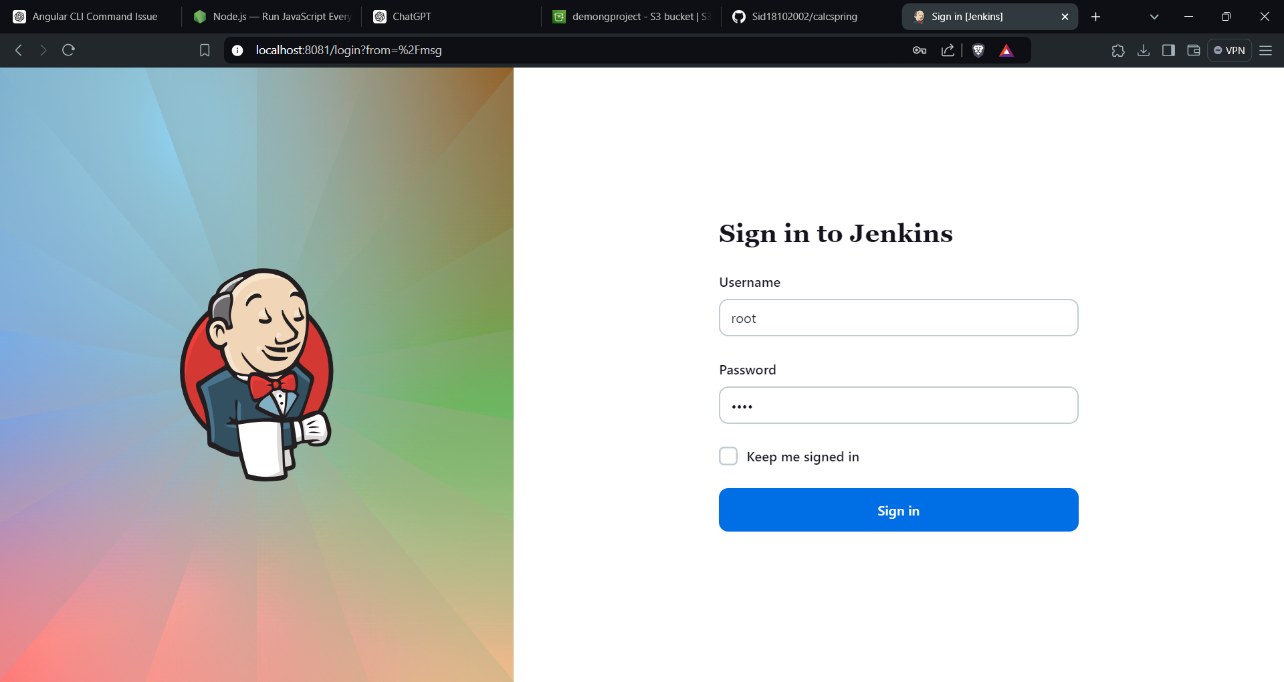 Angular CLI Command Issue
Node.js — Run JavaScript Every
ChatGPT
demongproject - S3 bucket | S3
Sid18102002/calcspring
Sign in [Jenkins]
localhost:8081/login?from=%2Fmsg
VPN
Sign in to Jenkins
Username
root
Password
••••
Keep me signed in
Sign in